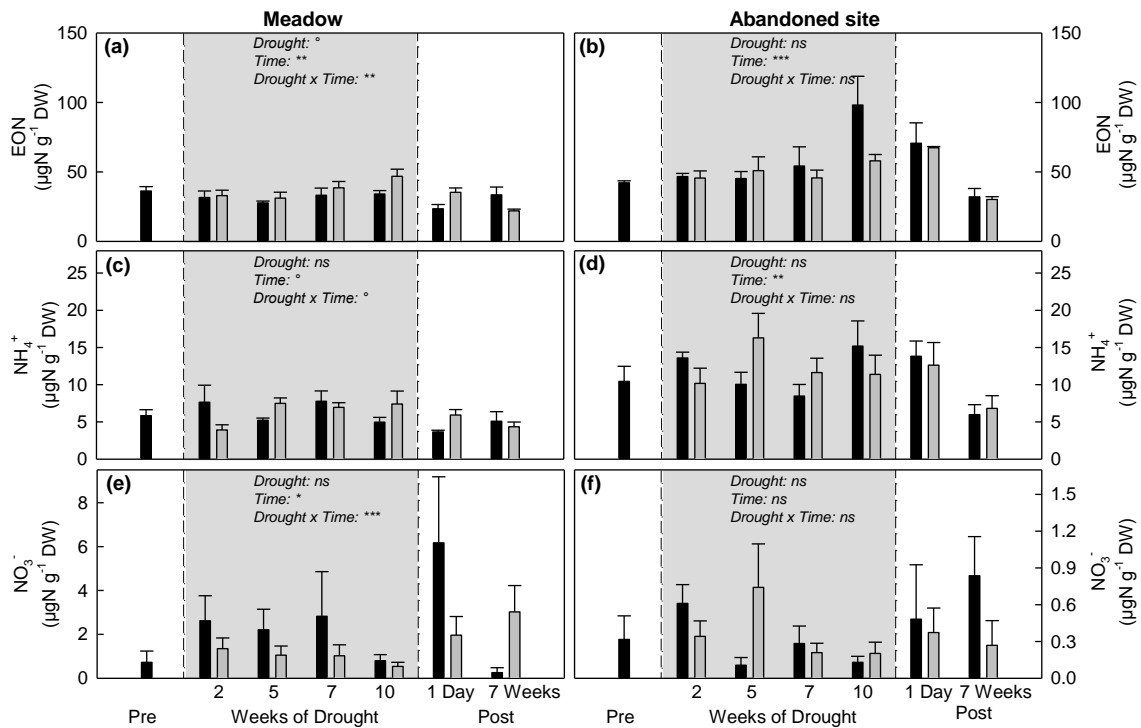 Meadow
Abandoned site
(a)
Drought: °
Time: **
Drought x Time: **
150
100
50
0
EON
(µgN g-1 DW)
(b)
Drought: ns
Time: ***
Drought x Time: ns
150
100
50
0
EON
(µgN g-1 DW)
(c)
Drought: ns
Time: °
Drought x Time: °
25
20
15
10
5
0
NH4+
(µgN g-1 DW)
(d)
Drought: ns
Time: **
Drought x Time: ns
25
20
15
10
5
0
NH4+
(µgN g-1 DW)
(e)
Drought: ns
Time: *
Drought x Time: ***
8
6
4
2
0
NO3-
(µgN g-1 DW)
(f)
Drought: ns
Time: ns
Drought x Time: ns
1.5
1.2
0.9
0.6
0.3
0.0
NO3-
(µgN g-1 DW)
2 5 7 10 1 Day 7 Weeks
Pre Weeks of Drought Post
2 5 7 10 1 Day 7 Weeks
Pre Weeks of Drought Post